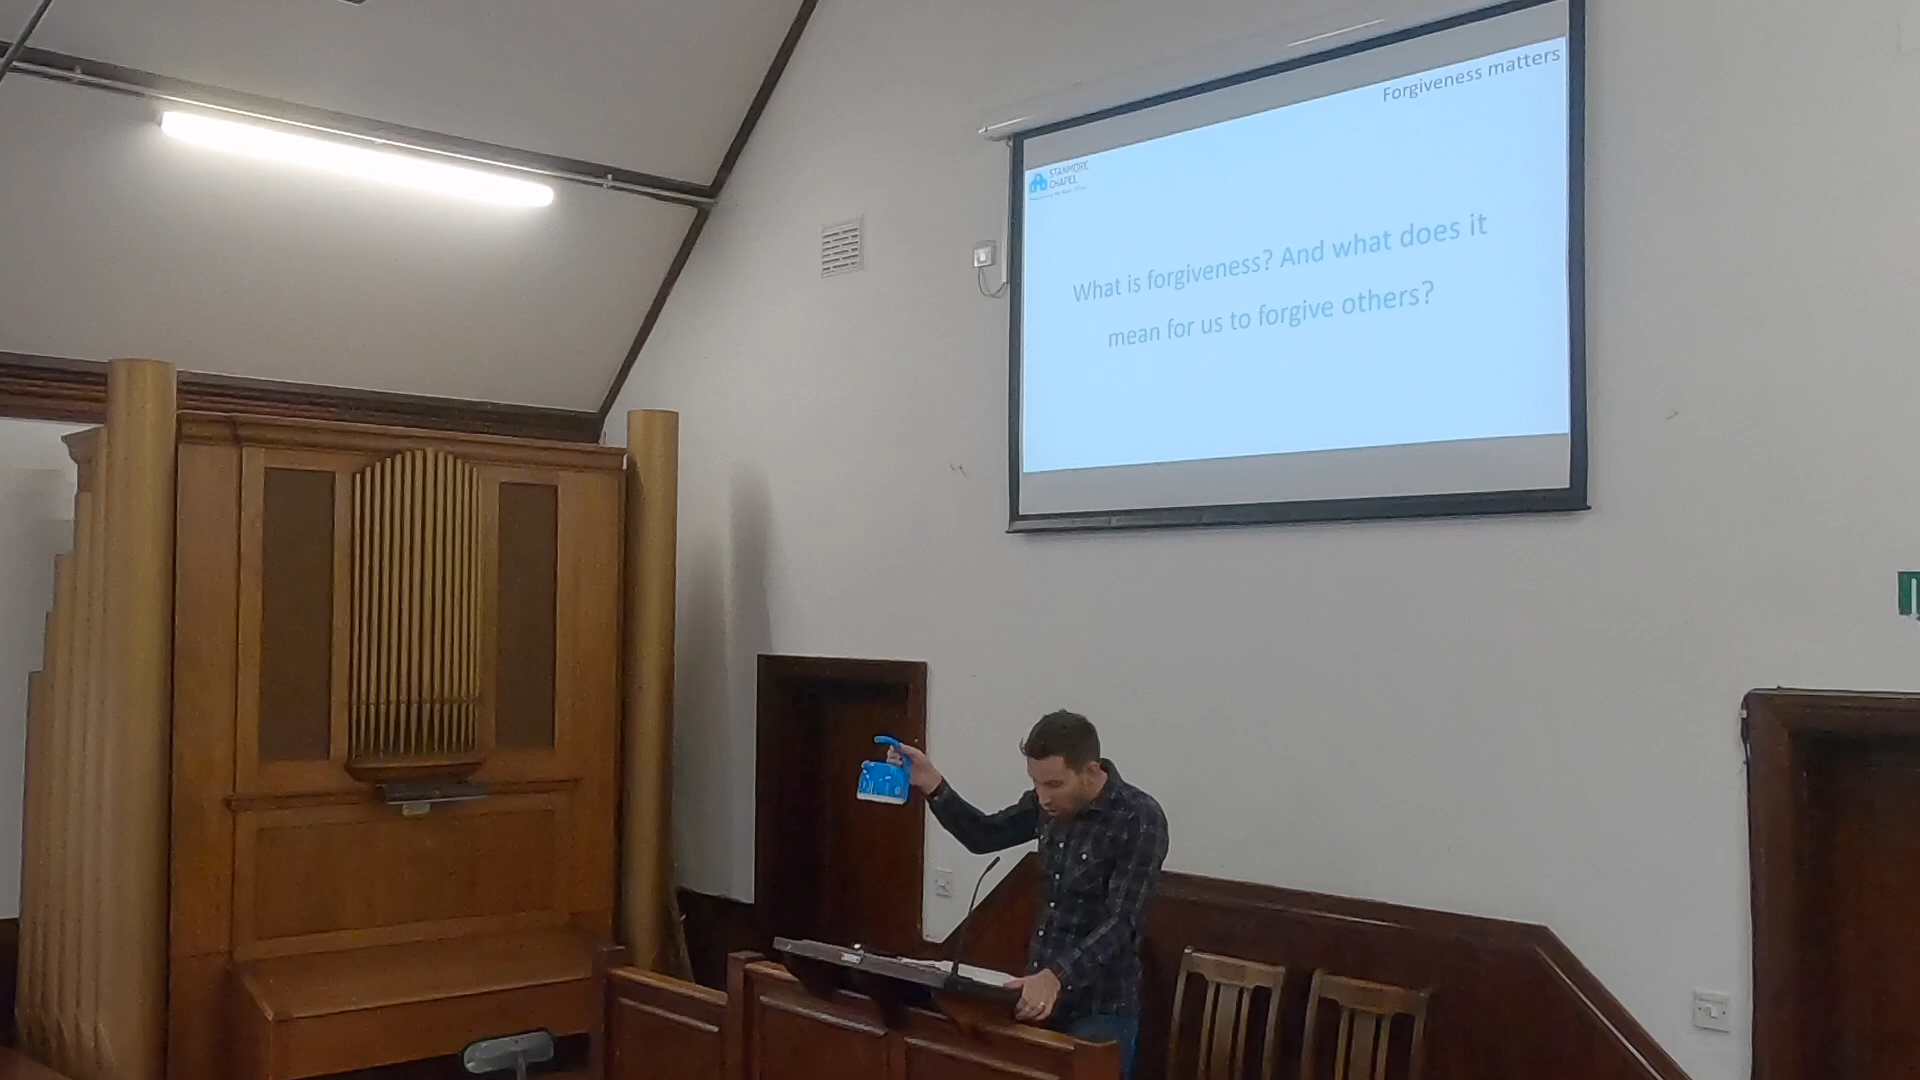 Forgiveness matters
STANMORE
CHAPEL
What is forgiveness? And what does it
mean for us to forgive others?